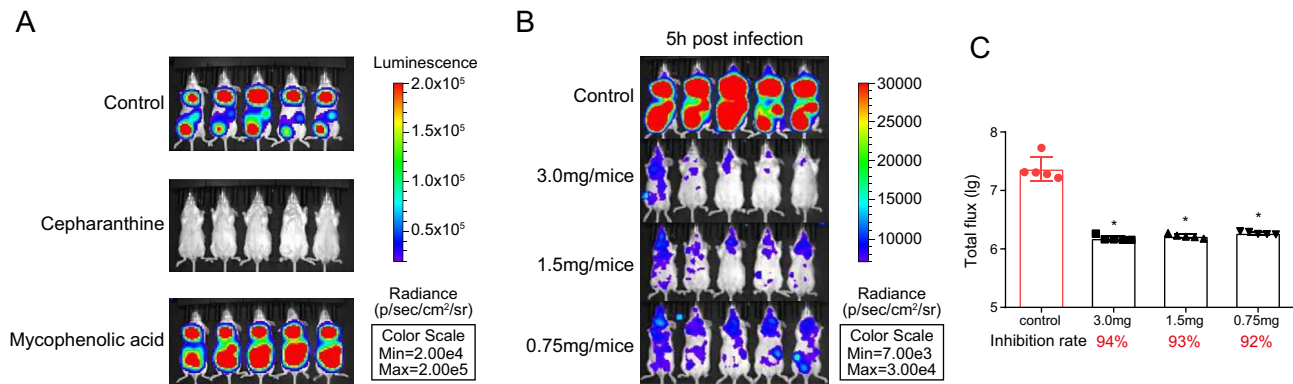 A
Luminescence
Control
2.0x10⁵
1.5x10⁵
Cepharanthine
1.0x10⁵
5.0x10⁴
Mycophenolic acid
Radiance
(p/sec/cm²/sr)
Color Scale
Min=2.00e4
Max=2.00e5
B
5h post infection
Control
3.0mg/mice
1.5mg/mice
0.75mg/mice
30000
25000
20000
15000
10000
Radiance
(p/sec/cm²/sr)
Color Scale
Min=7.00e3
Max=3.00e4
C
Total flux (lg)
8
7
6
5
* * *
control 3.0mg 1.5mg 0.75mg
Inhibition rate 94% 93% 92%